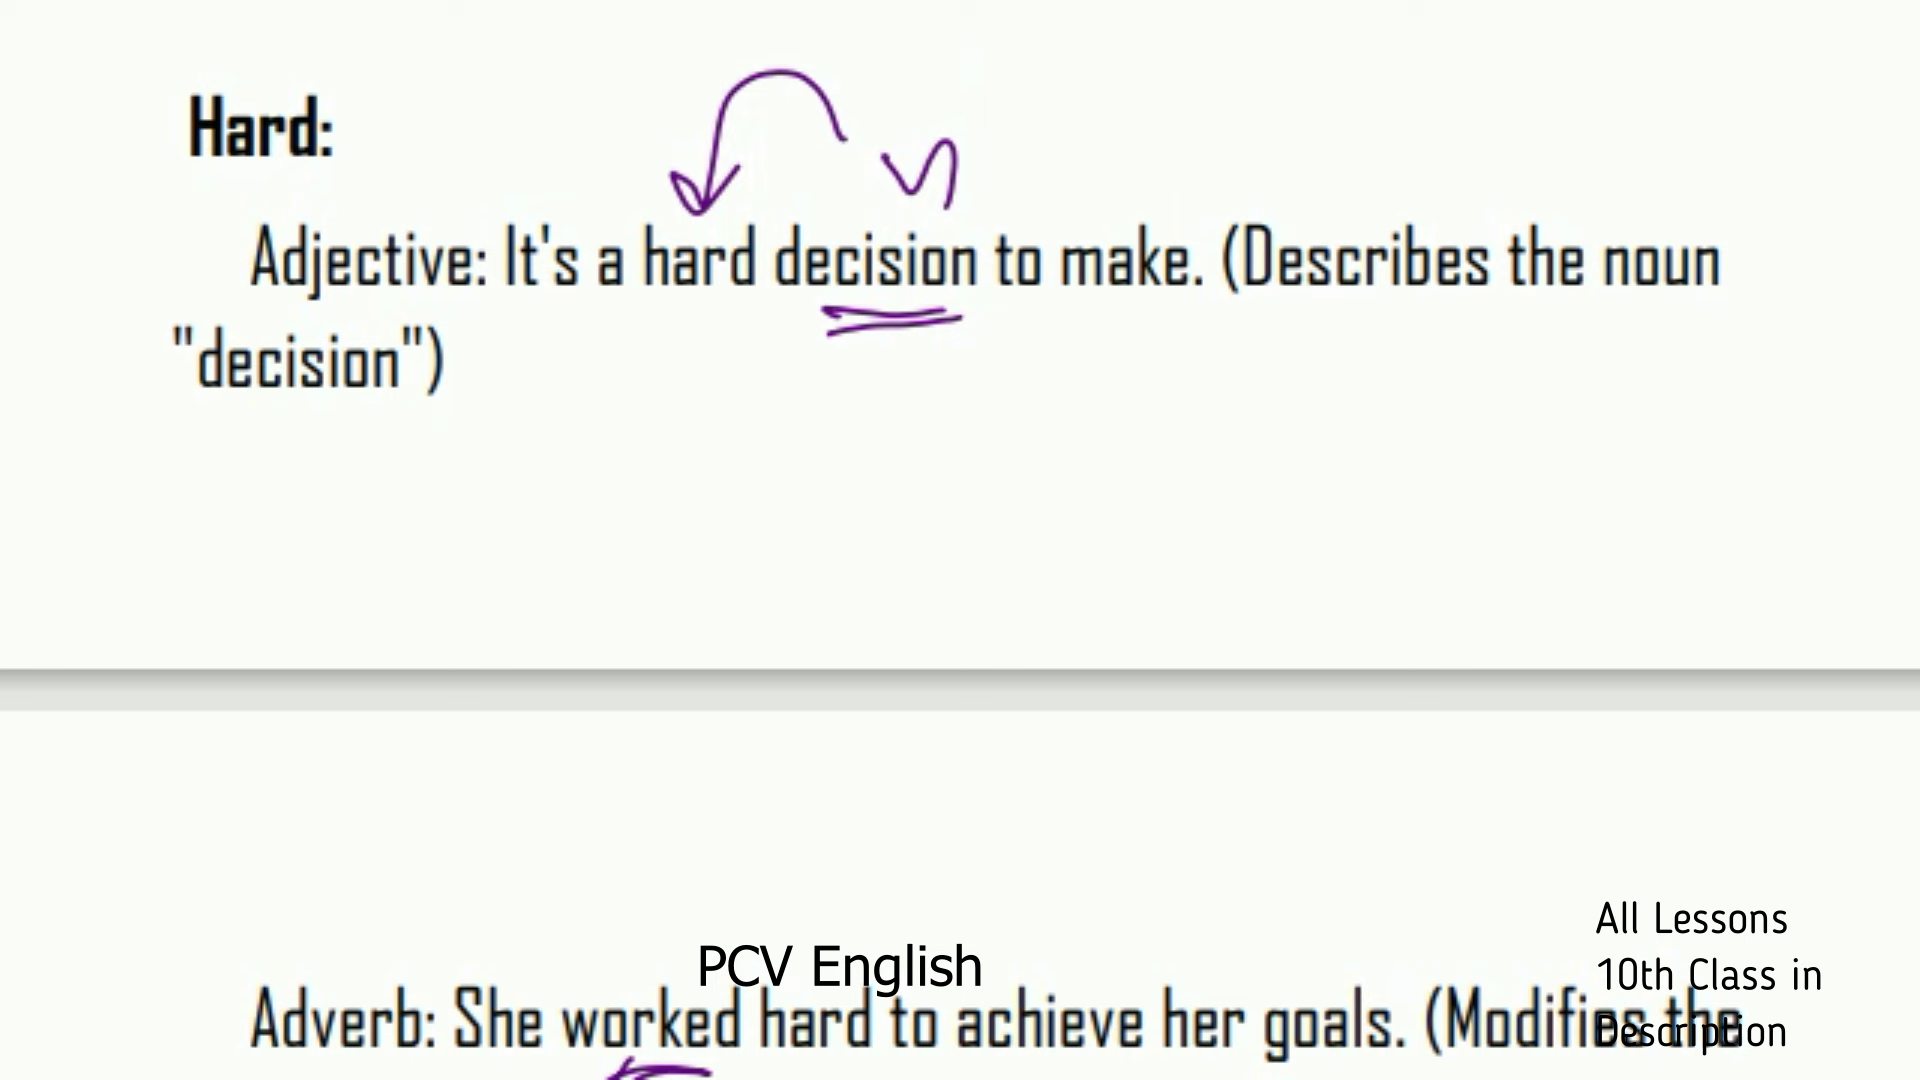 Hard:
n
Adjective: It's a hard decision to make. (Describes the noun
"decision")
PCV English
Adverb: She worked hard to achieve her goals. (Modifies the
All Lessons
10th Class in
Description